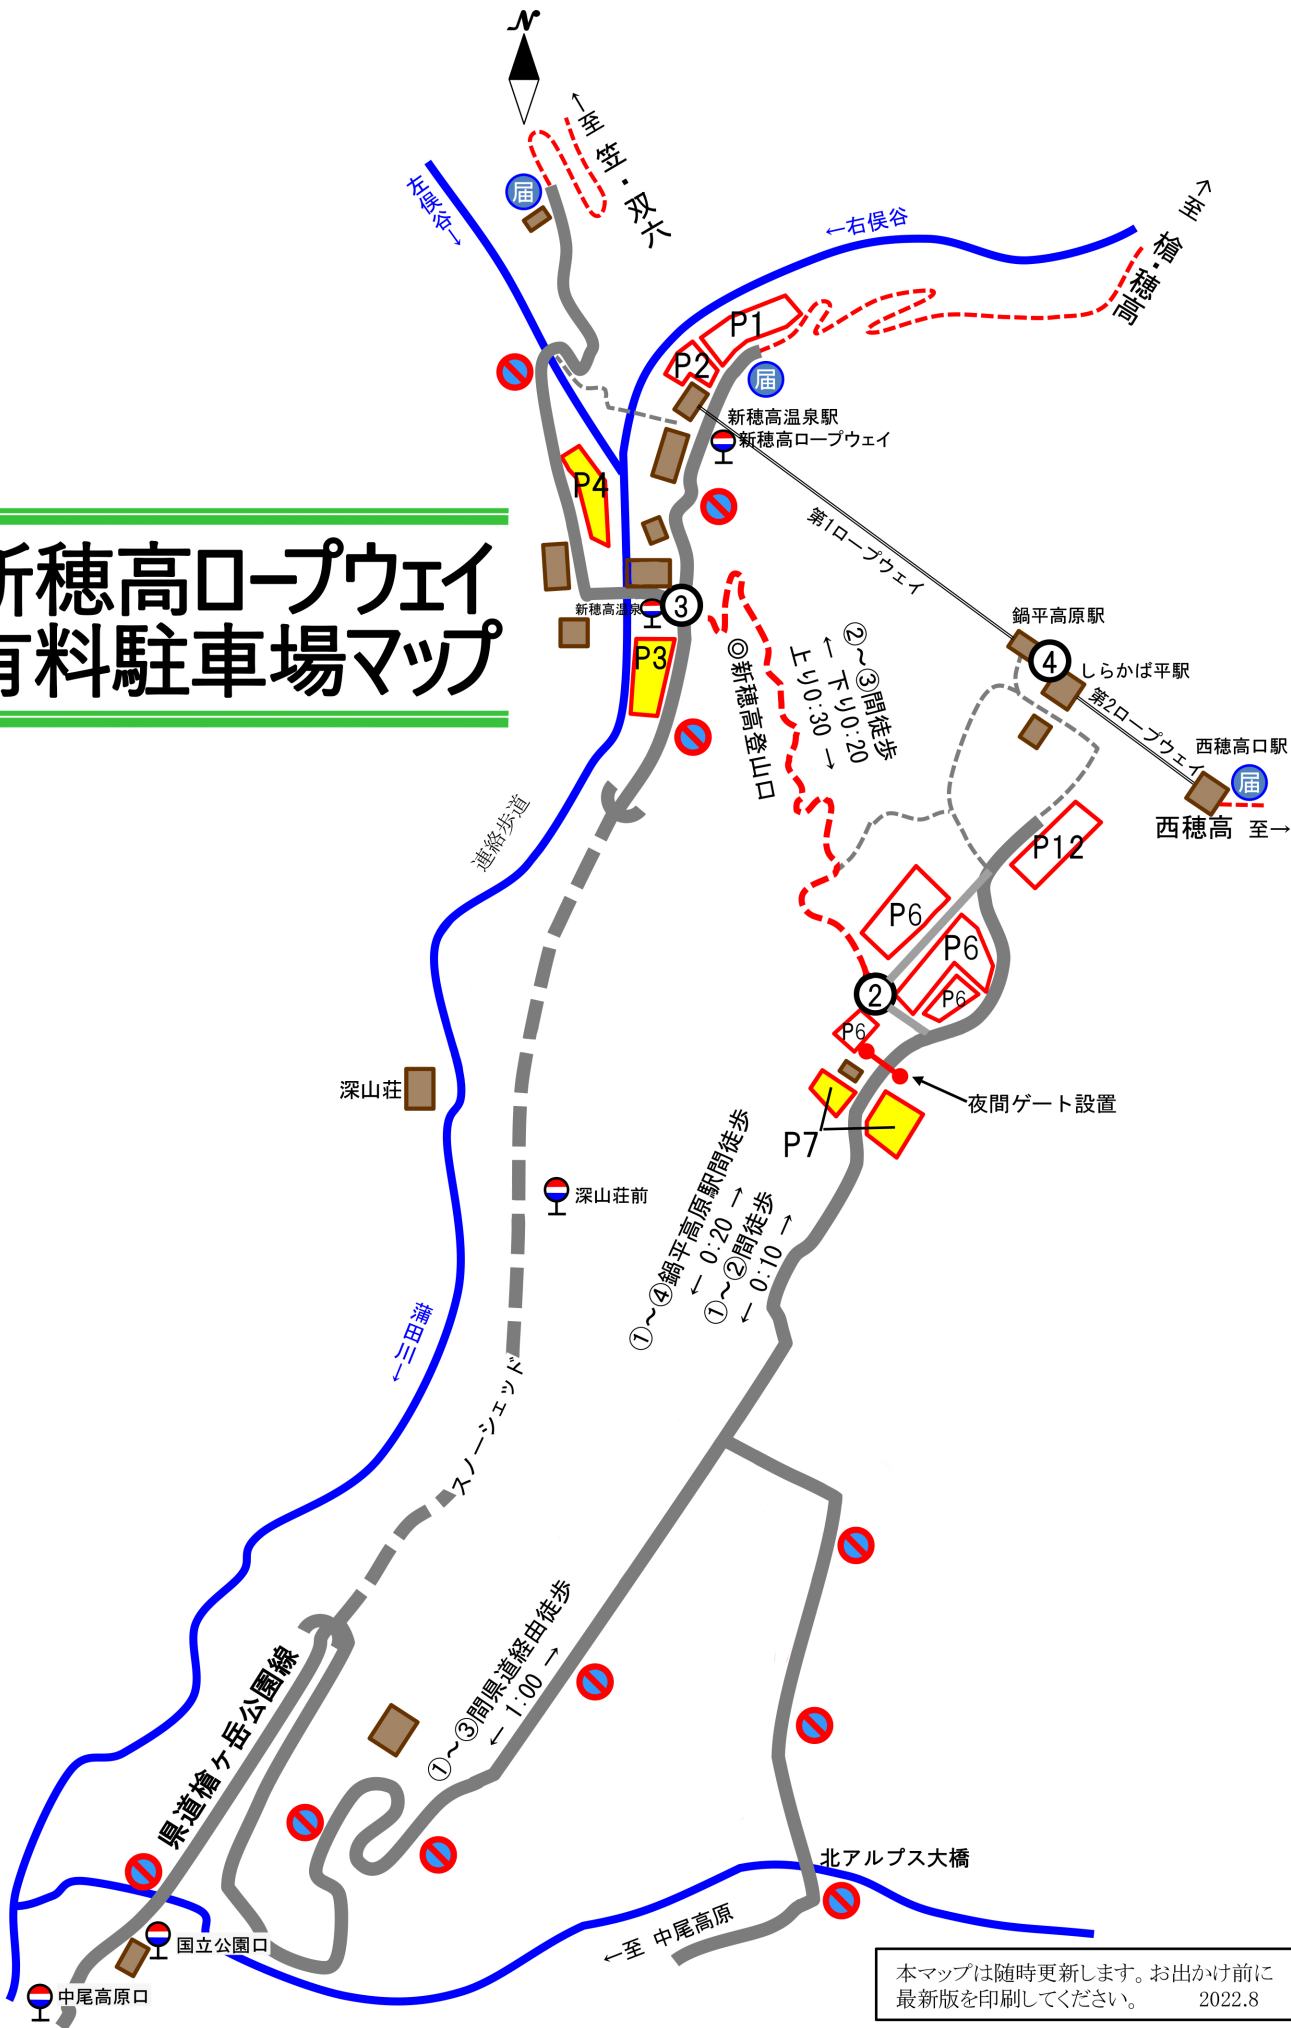 N
←至 笠・双六
届
左俣谷→
←右俣谷
←至 槍・穂高
P1
P2
届
新穂高温泉駅
新穂高ロープウェイ
P4
第1ロープウェイ
新穂高ロープウェイ
有料駐車場マップ
新穂高温泉
3
P3
◎新穂高登山口
②~③間徒歩
← 下り0:20
上り0:30 →
鍋平高原駅
4
しらかば平駅
第2ロープウェイ
西穂高口駅
届
西穂高 至→
連絡歩道
P12
P6
P6
P6
2
P6
夜間ゲート設置
P7
深山荘
深山荘前
①~④鍋平高原駅間徒歩
← 0:20 →
①~②間徒歩
← 0:10 →
蒲田川→
スノーシェッド
①~③間県道経由徒歩
← 1:00 →
県道槍ヶ岳公園線
北アルプス大橋
←至 中尾高原
国立公園口
中尾高原口
本マップは随時更新します。お出かけ前に
最新版を印刷してください。 2022.8